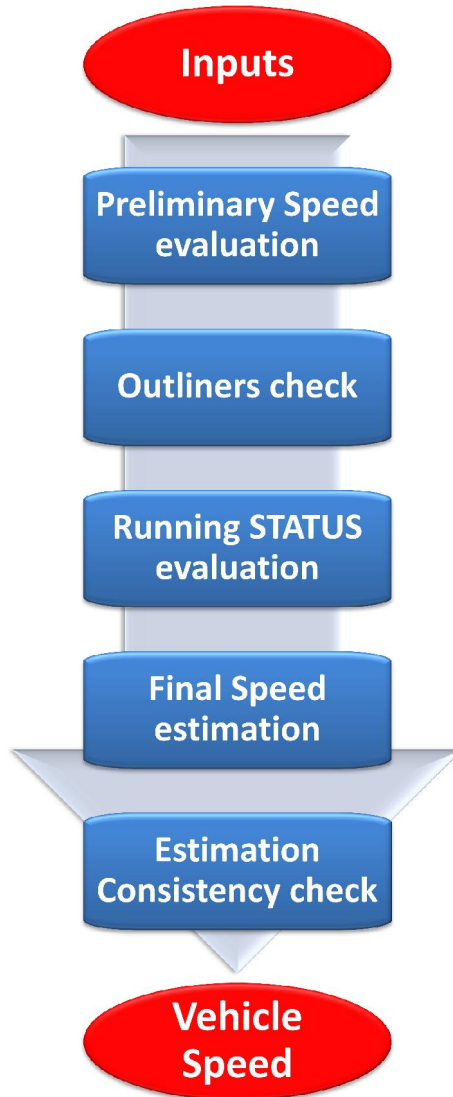 Inputs
Preliminary Speed
evaluation
Outliners check
Running STATUS
evaluation
Final Speed
estimation
Estimation
Consistency check
Vehicle
Speed